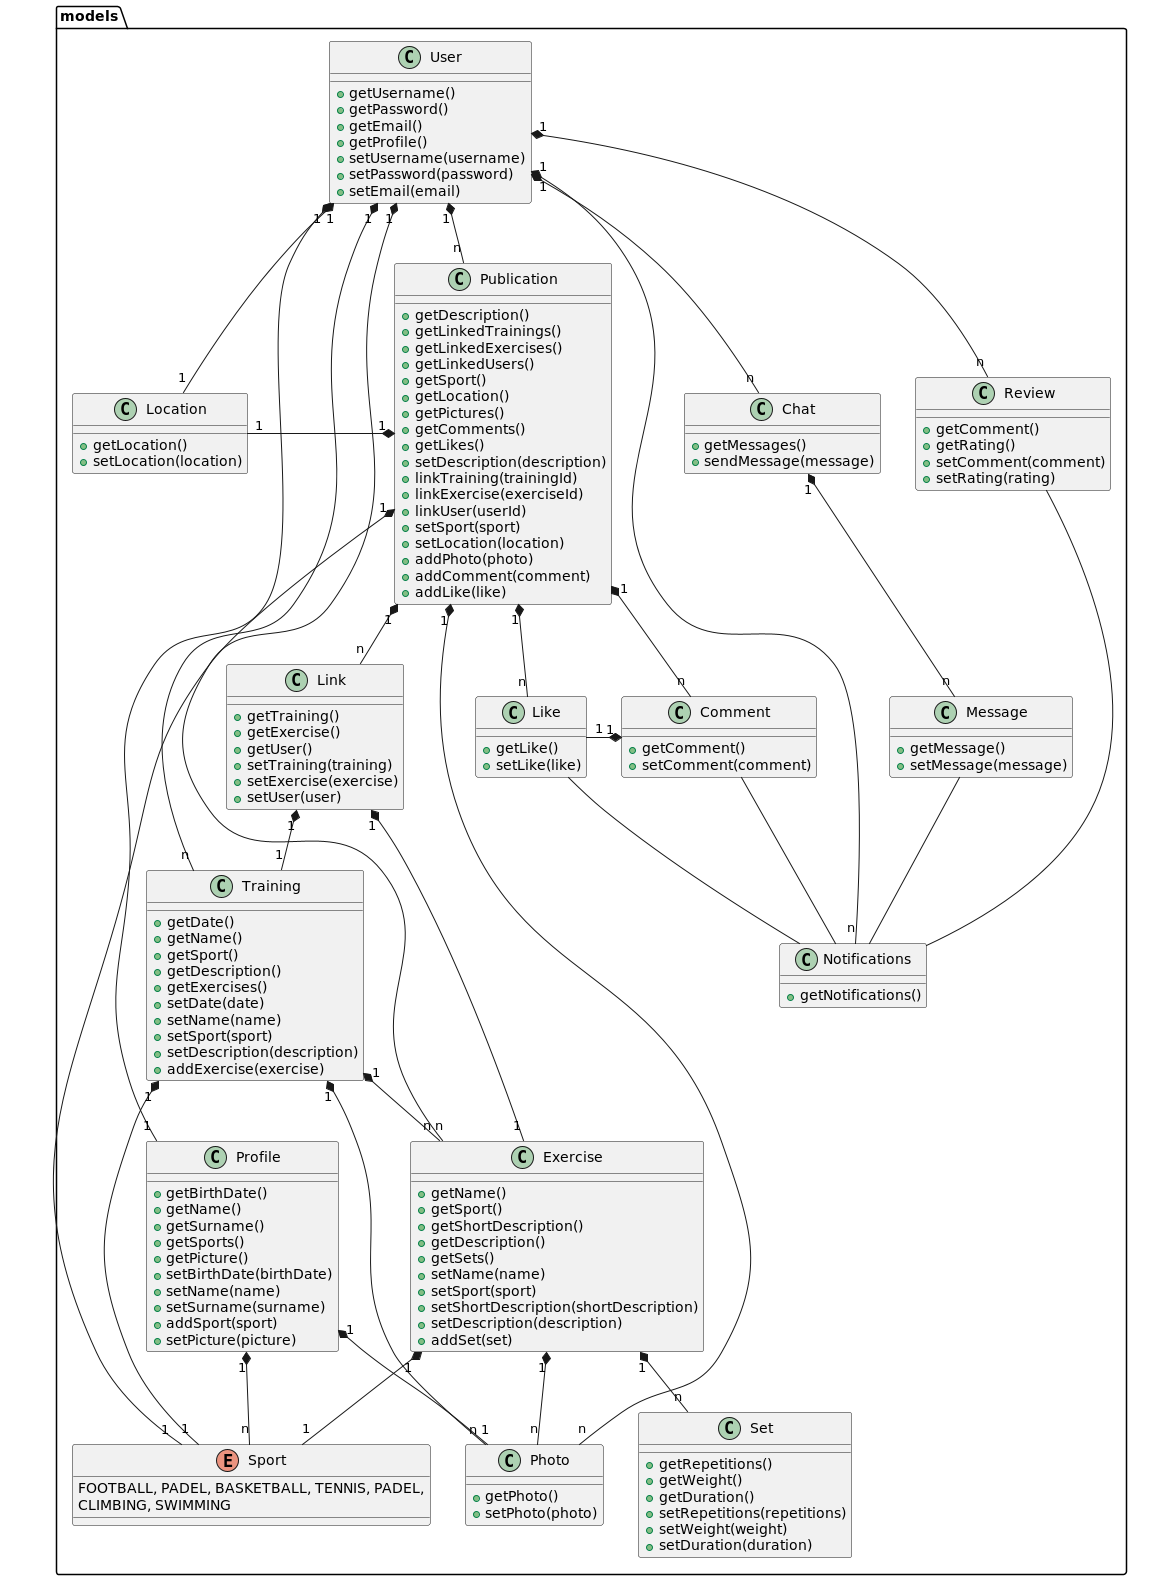 models
C User
getUsername()
getPassword()
getEmail()
getProfile()
setUsername(username)
setPassword(password)
setEmail(email)
1
1
1
1 1 1 1 1
n
C Publication
getDescription()
getLinkedTrainings()
getLinkedExercises()
getLinkedUsers()
getSport()
getLocation()
getPictures()
getComments()
getLikes()
setDescription(description)
linkTraining(trainingId)
linkExercise(exerciseId)
linkUser(userId)
setSport(sport)
setLocation(location)
addPhoto(photo)
addComment(comment)
addLike(like)
1
C Location
getLocation()
setLocation(location)
1 1
1
n
C Chat
getMessages()
sendMessage(message)
1
n
C Review
getComment()
getRating()
setComment(comment)
setRating(rating)
1 1 1 1
n
C Link
getTraining()
getExercise()
getUser()
setTraining(training)
setExercise(exercise)
setUser(user)
1 1
n
C Like
getLike()
setLike(like)
1 1
n
C Comment
getComment()
setComment(comment)
n
C Message
getMessage()
setMessage(message)
n 1
C Training
getDate()
getName()
getSport()
getDescription()
getExercises()
setDate(date)
setName(name)
setSport(sport)
setDescription(description)
addExercise(exercise)
1
1 1
n
C Notifications
getNotifications()
1
C Profile
getBirthDate()
getName()
getSurname()
getSports()
getPicture()
setBirthDate(birthDate)
setName(name)
setSurname(surname)
addSport(sport)
setPicture(picture)
1
1
n n 1
C Exercise
getName()
getSport()
getShortDescription()
getDescription()
getSets()
setName(name)
setSport(sport)
setShortDescription(shortDescription)
setDescription(description)
addSet(set)
1 1 1
1 1 n 1
E Sport
FOOTBALL, PADEL, BASKETBALL, TENNIS, PADEL,
CLIMBING, SWIMMING
n 1 n n
C Photo
getPhoto()
setPhoto(photo)
n
C Set
getRepetitions()
getWeight()
getDuration()
setRepetitions(repetitions)
setWeight(weight)
setDuration(duration)